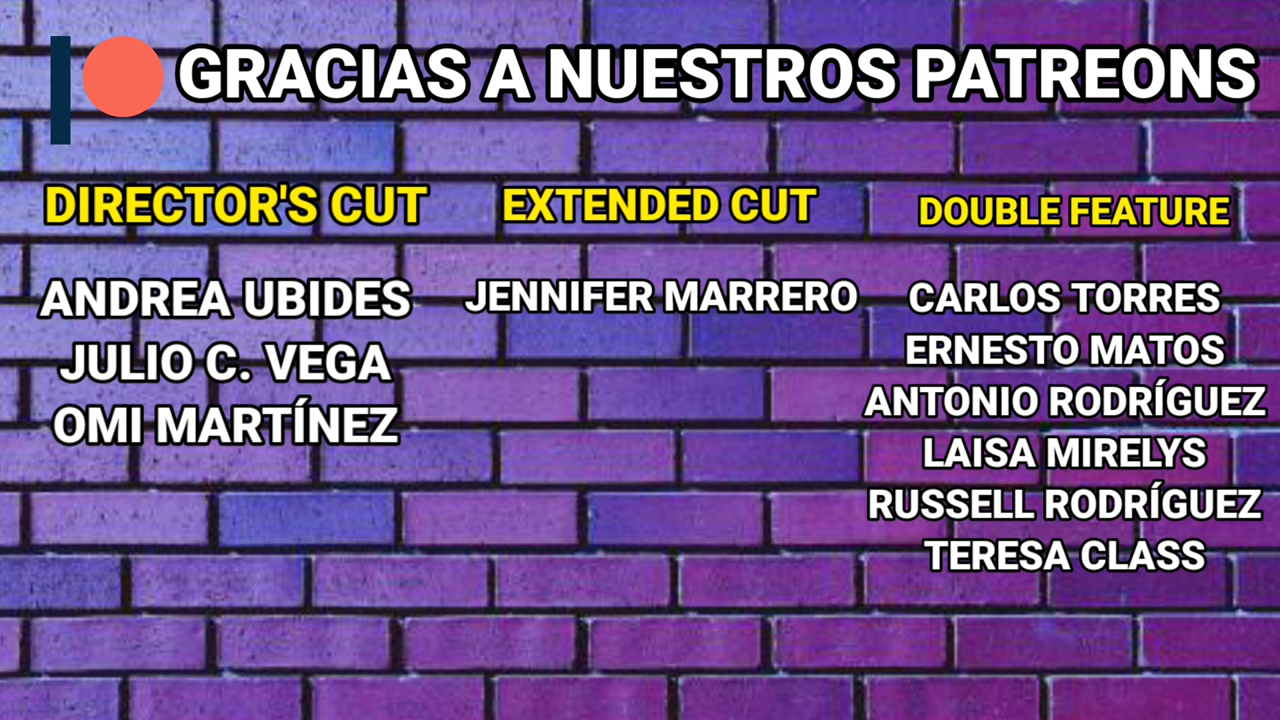 GRACIAS A NUESTROS PATREONS
DIRECTOR'S CUT
ANDREA UBIDES
JULIO C. VEGA
OMI MARTÍNEZ
EXTENDED CUT
JENNIFER MARRERO
DOUBLE FEATURE
CARLOS TORRES
ERNESTO MATOS
ANTONIO RODRÍGUEZ
LAISA MIRELYS
RUSSELL RODRÍGUEZ
TERESA CLASS